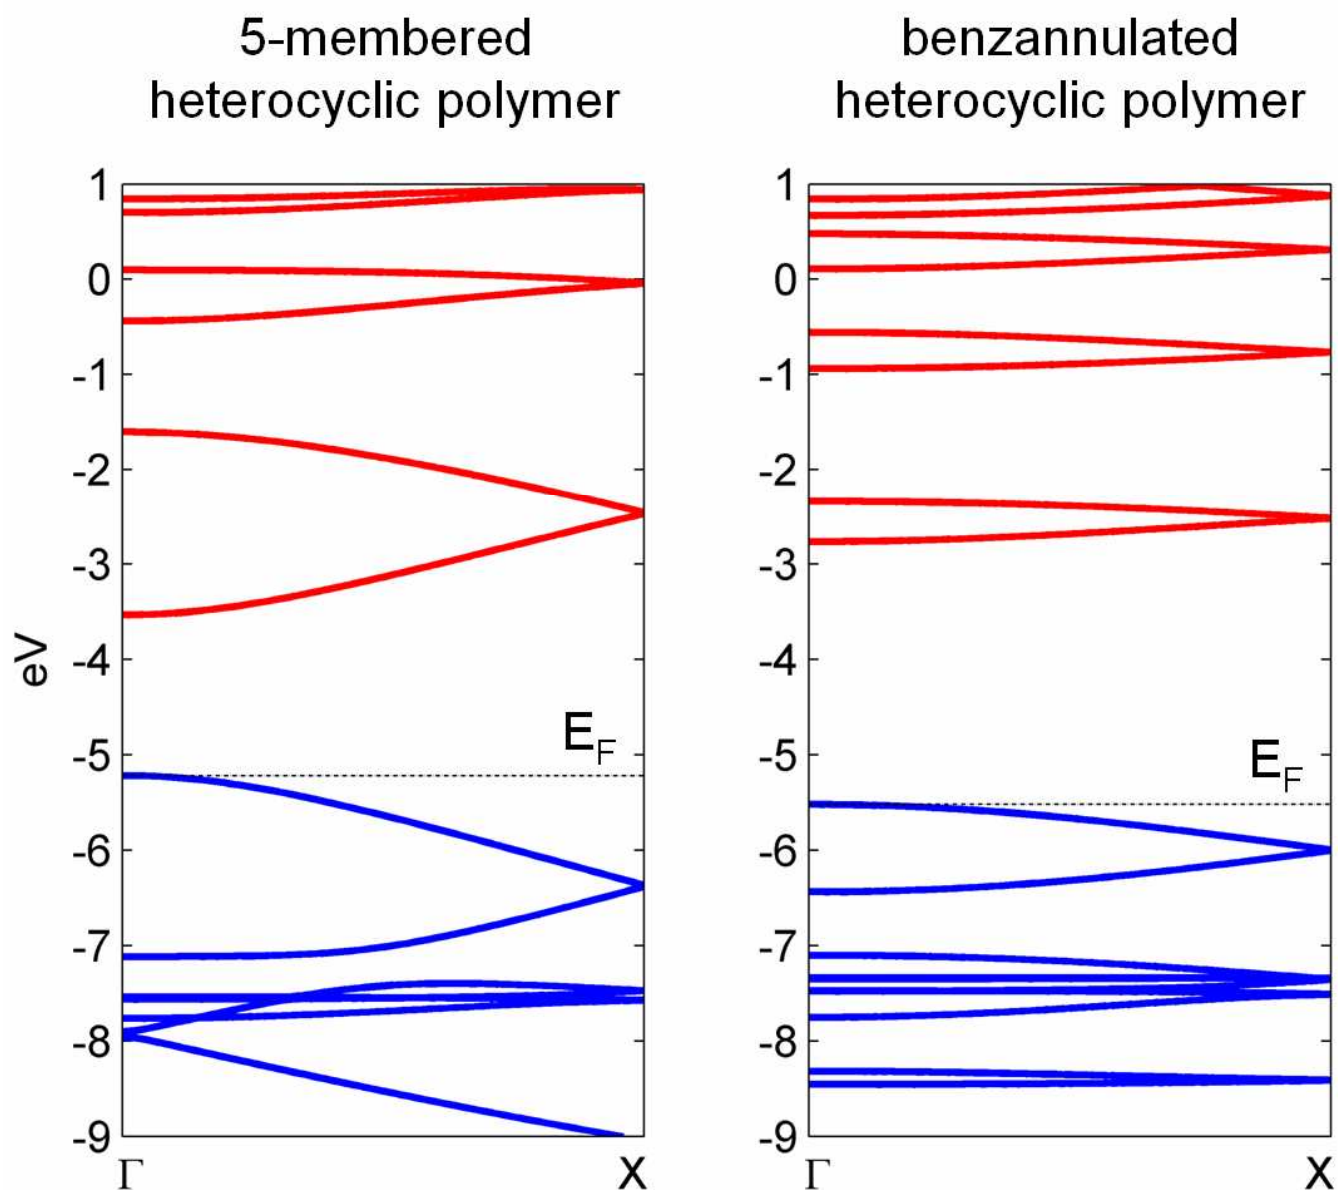 5-membered
heterocyclic polymer
benzannulated
heterocyclic polymer
eV
1
0
-1
-2
-3
-4
-5
-6
-7
-8
-9
E_F
Γ
X
1
0
-1
-2
-3
-4
-5
-6
-7
-8
-9
E_F
Γ
X